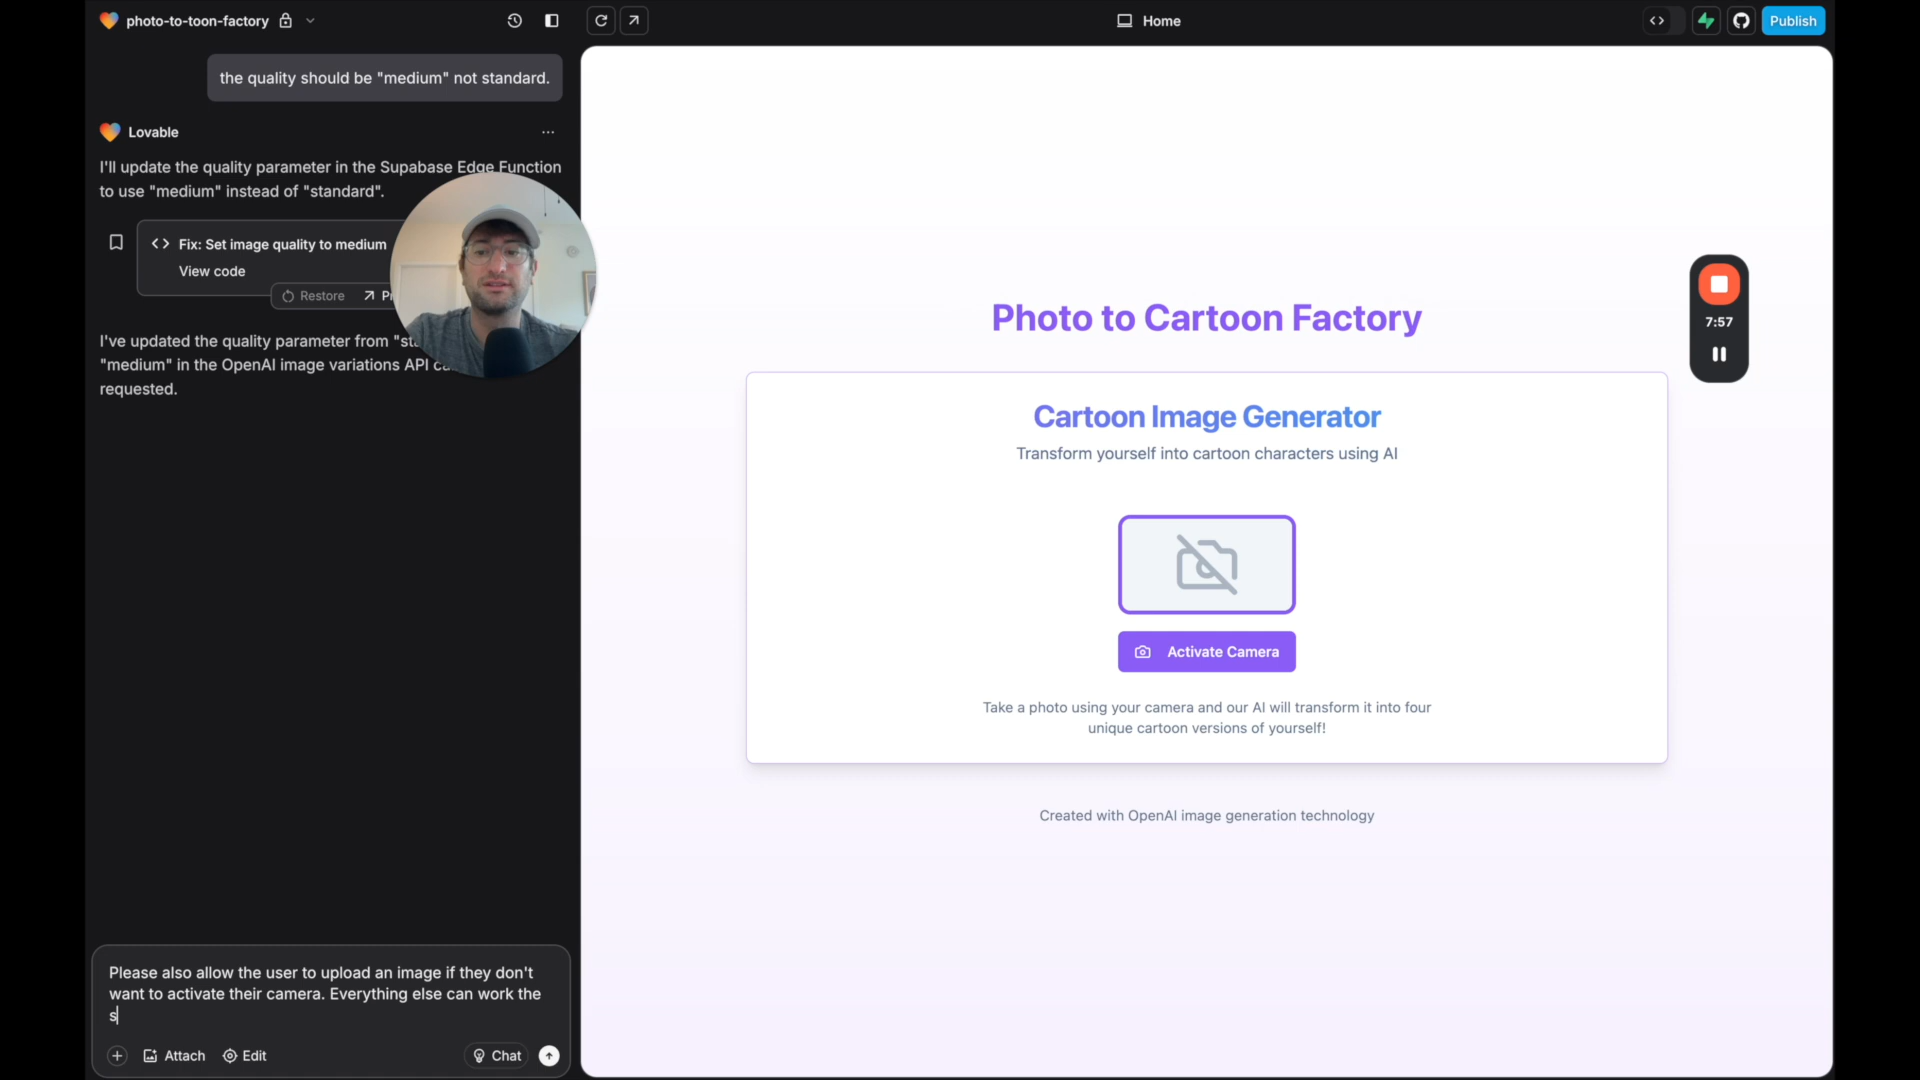 photo-to-toon-factory
Home
Publish
the quality should be "medium" not standard.
Lovable
I'll update the quality parameter in the Supabase Edge Function
to use "medium" instead of "standard".
Fix: Set image quality to medium
View code
Restore
I've updated the quality parameter from
"medium" in the OpenAI image variations API
requested.
Please also allow the user to upload an image if they don't
want to activate their camera. Everything else can work the
s
Attach
Edit
Chat
Photo to Cartoon Factory
Cartoon Image Generator
Transform yourself into cartoon characters using AI
Activate Camera
Take a photo using your camera and our AI will transform it into four
unique cartoon versions of yourself!
Created with OpenAI image generation technology
7:57